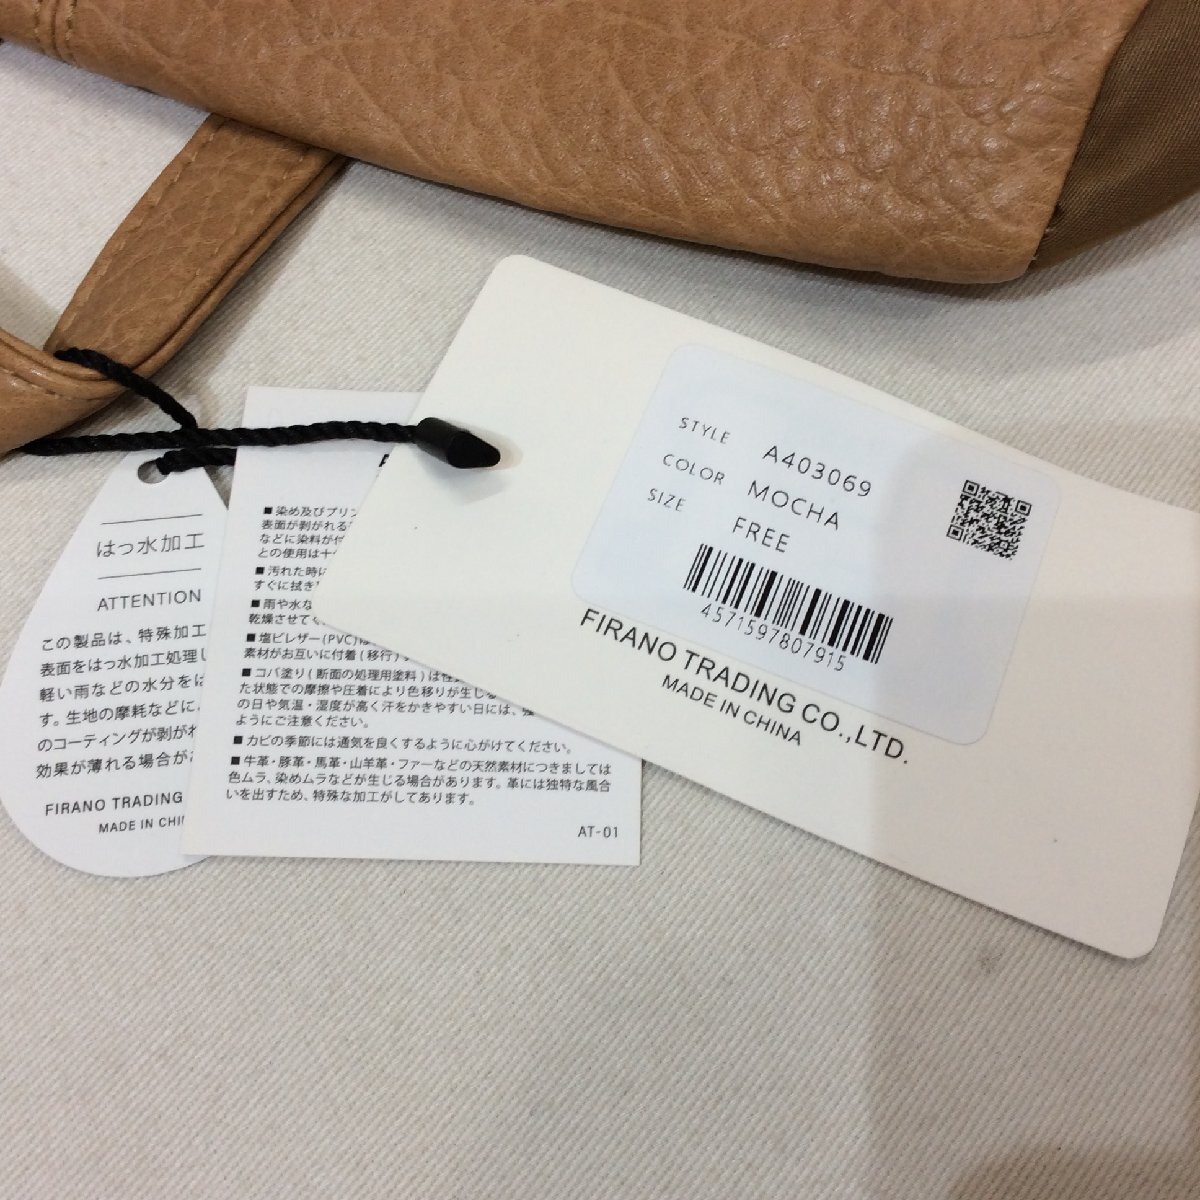 はっ水加工
ATTENTION
この製品は、特殊加工
表面をはっ水加工処理し
軽い雨などの水分をは
す。生地の摩耗などに
のコーティングが剥がれ
効果が薄れる場合があ
FIRANO TRADING
MADE IN CHI
■染め及びプリン
表面が剥がれる
などに染料が付
との使用は十
■汚れた時に
すぐに拭き
■雨や水な
乾燥させてく
■塩ビレザー(PVC)は
素材がお互いに付着(移行)す
■コバ塗り(断面の処理用塗料)は性
た状態での摩擦や圧着により色移りが生じる
の日や気温・湿度が高く汗をかきやすい日には、強
ようにご注意ください。
■カビの季節には通気を良くするように心がけてください。
■牛革・豚革・馬革・山羊革・ファーなどの天然素材につきましては
色ムラ、染めムラなどが生じる場合があります。革には独特な風合
いを出すため、特殊な加工がしてあります。
AT-01
STYLE A403069
COLOR MOCHA
SIZE FREE
4571597807915
FIRANO TRADING CO.,LTD.
MADE IN CHINA